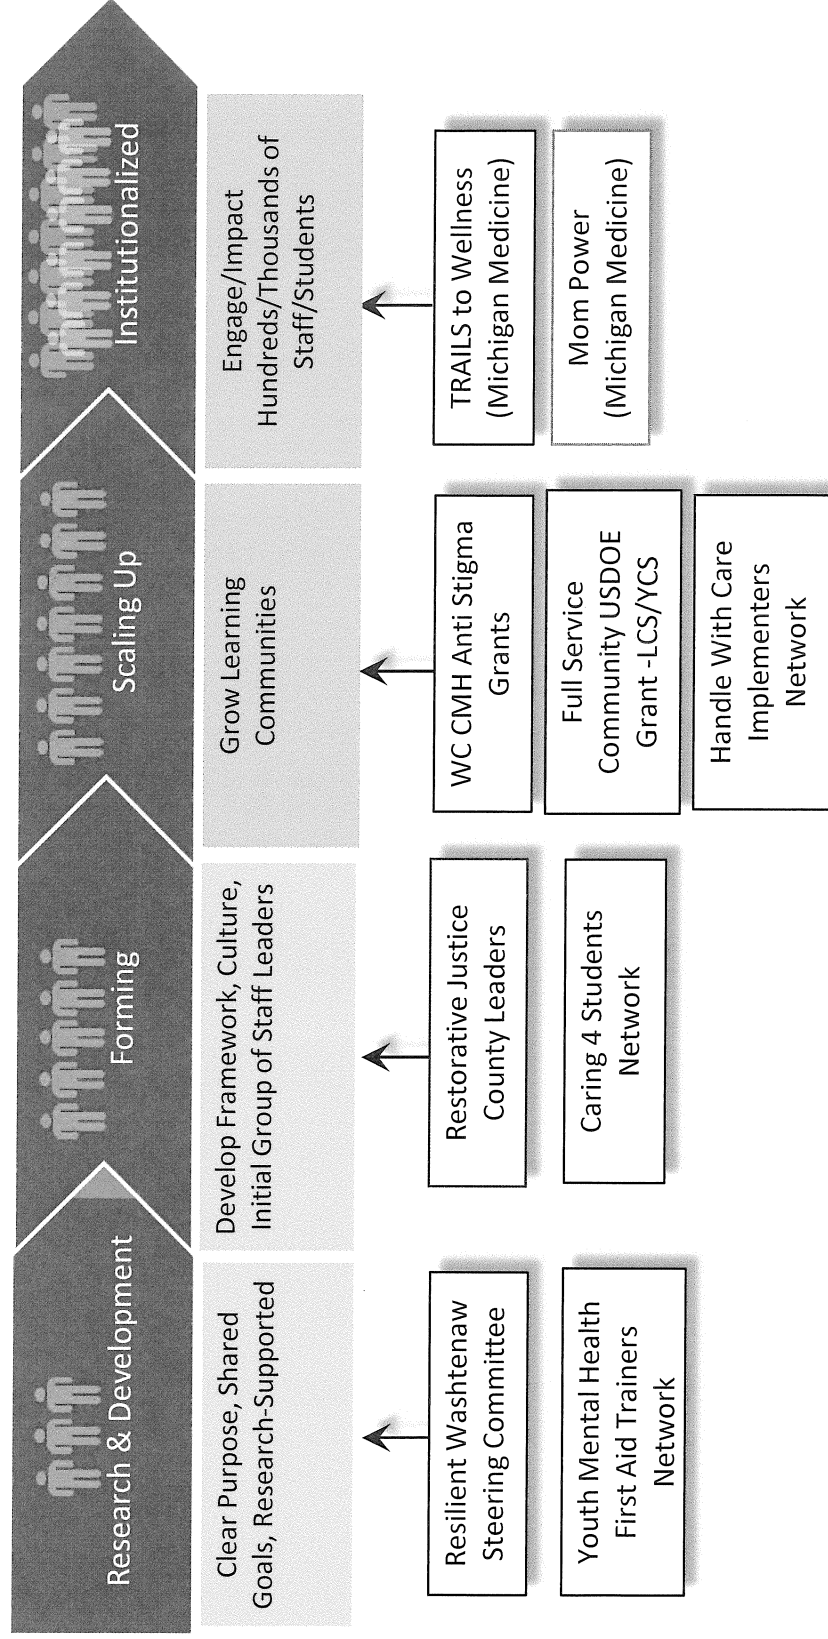 Research & Development
Forming
Scaling Up
Institutionalized
Clear Purpose, Shared
Goals, Research-Supported
Develop Framework, Culture,
Initial Group of Staff Leaders
Grow Learning
Communities
Engage/Impact
Hundreds/Thousands of
Staff/Students
Resilient Washtenaw
Steering Committee
Youth Mental Health
First Aid Trainers
Network
Restorative Justice
County Leaders
Caring 4 Students
Network
WC CMH Anti Stigma
Grants
Full Service
Community USDOE
Grant -LCS/YCS
Handle With Care
Implementers
Network
TRAILS to Wellness
(Michigan Medicine)
Mom Power
(Michigan Medicine)